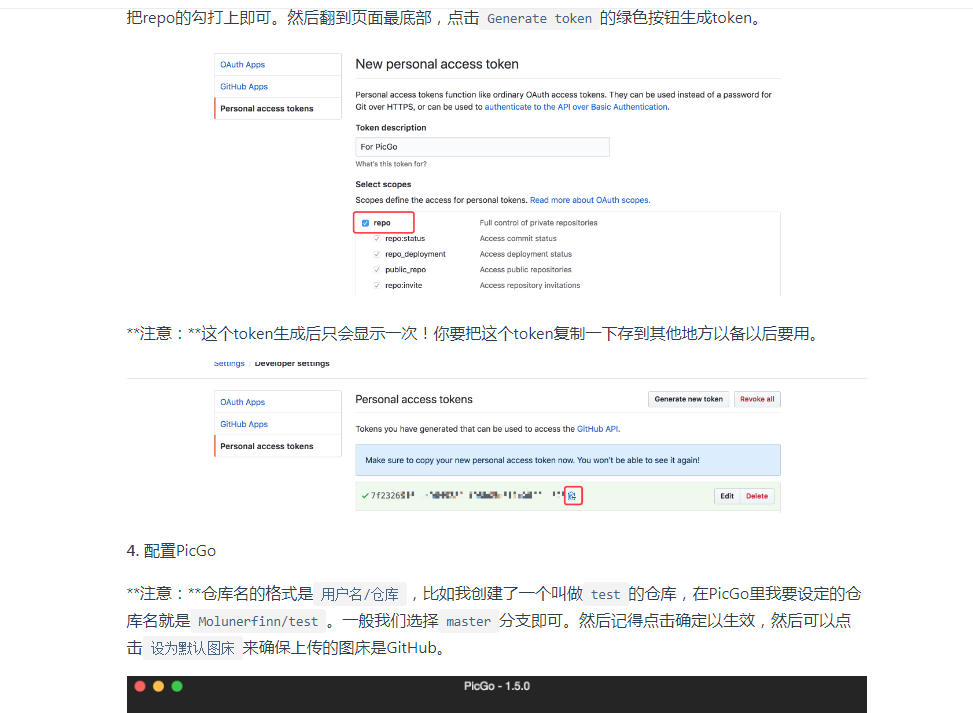 把repo的勾打上即可。然后翻到页面最底部，点击 Generate token 的绿色按钮生成token。
OAuth Apps
GitHub Apps
Personal access tokens
New personal access token
Personal access tokens function like ordinary OAuth access tokens. They can be used instead of a password for
Git over HTTPS, or can be used to authenticate to the API over Basic Authentication.
Token description
For PicGo
What's this token for?
Select scopes
Scopes define the access for personal tokens. Read more about OAuth scopes.
repo Full control of private repositories
repo:status Access commit status
repo_deployment Access deployment status
public_repo Access public repositories
repo:invite Access repository invitations
**注意：**这个token生成后只会显示一次！你要把这个token复制一下存到其他地方以备以后要用。
Settings Developer settings
OAuth Apps
GitHub Apps
Personal access tokens
Personal access tokens Generate new token Revoke all
Tokens you have generated that can be used to access the GitHub API.
Make sure to copy your new personal access token now. You won't be able to see it again!
7f2326 Edit Delete
4. 配置PicGo
**注意：**仓库名的格式是 用户名/仓库 ，比如我创建了一个叫做 test 的仓库，在PicGo里我要设定的仓
库名就是 Molunerfinn/test 。一般我们选择 master 分支即可。然后记得点击确定以生效，然后可以点
击 设为默认图床 来确保上传的图床是GitHub。
PicGo - 1.5.0